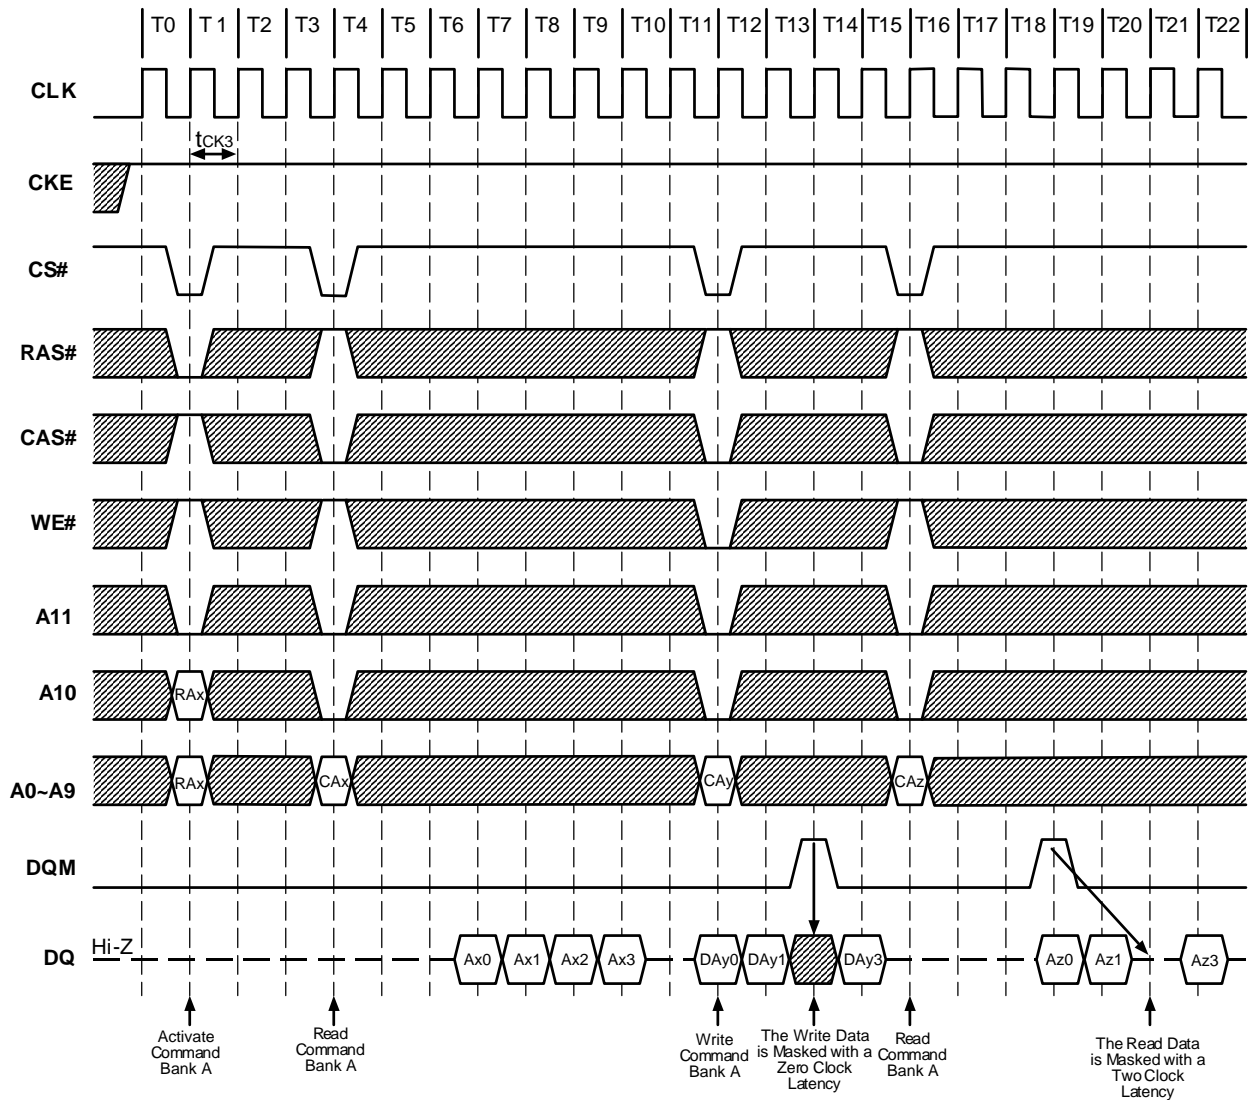 T0 T1 T2 T3 T4 T5 T6 T7 T8 T9 T10 T11 T12 T13 T14 T15 T16 T17 T18 T19 T20 T21 T22
CLK
tCK3
CKE
CS#
RAS#
CAS#
WE#
A11
A10 RAx
A0~A9 RAx CAx CAy CAz
DQM
DQ Hi-Z Ax0 Ax1 Ax2 Ax3 DAy0 DAy1 DAy3 Az0 Az1 Az3
Activate
Command
Bank A
Read
Command
Bank A
Write
Command
Bank A
The Write Data
is Masked with a
Zero Clock
Latency
Read
Command
Bank A
The Read Data
is Masked with a
Two Clock
Latency